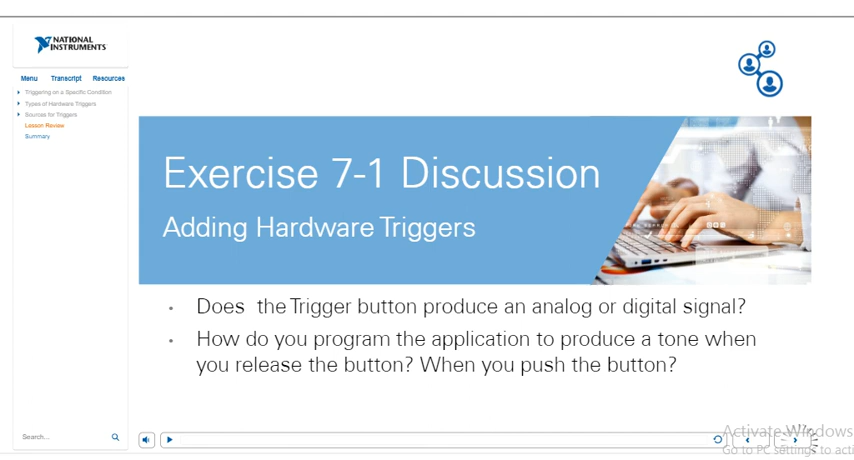 NATIONAL
INSTRUMENTS
Menu Transcript Resources
Triggering on a Specific Condition
Types of Hardware Triggers
Sources for Triggers
Lesson Review
Summary
Exercise 7-1 Discussion
Adding Hardware Triggers
• Does the Trigger button produce an analog or digital signal?
• How do you program the application to produce a tone when
you release the button? When you push the button?
Search...
Activate Windows
Go to PC settings to acti